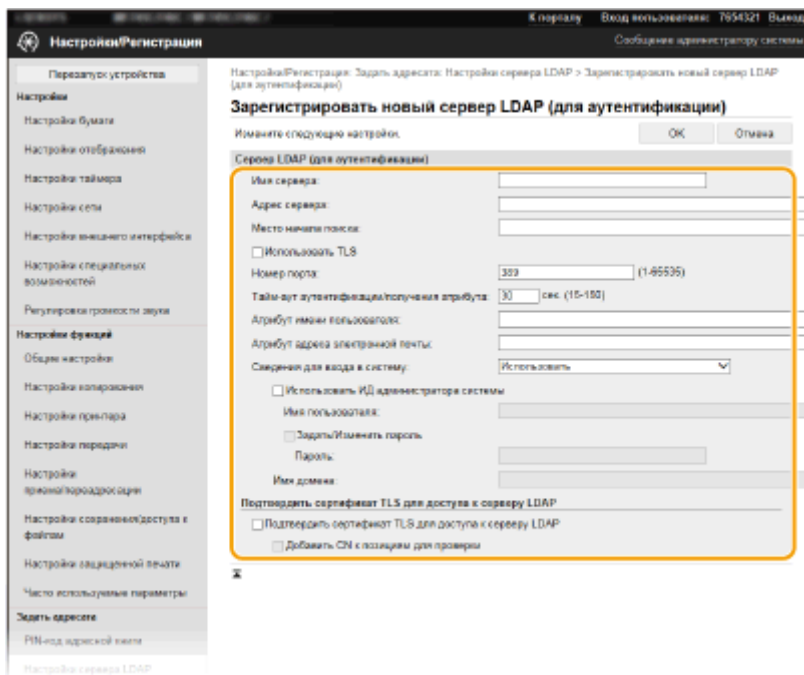 К порталу Вход пользователя: 7654321 Выход
Настройки/Регистрация
Сообщение администратору системы
Перезапуск устройства
Настройки
Настройки бумаги
Настройки отображения
Настройки таймера
Настройки сети
Настройки внешнего интерфейса
Настройки специальных
возможностей
Регулировка громкости звука
Настройки функций
Общие настройки
Настройки копирования
Настройки принтера
Настройки передачи
Настройки
приема/переадресации
Настройки сохранения/доступа к
файлам
Настройки защищенной печати
Часто используемые параметры
Задать адресата
PIN-код адресной книги
Настройки сервера LDAP
Настройки/Регистрация: Задать адресата: Настройки сервера LDAP > Зарегистрировать новый сервер LDAP
(для аутентификации)
Зарегистрировать новый сервер LDAP (для аутентификации)
Измените следующие настройки.
OK Отмена
Сервер LDAP (для аутентификации)
Имя сервера:
Адрес сервера:
Место начала поиска:
Использовать TLS
Номер порта: 389 (1-65535)
Тайм-аут аутентификации/получения атрибута: 30 сек. (15-150)
Атрибут имени пользователя:
Атрибут адреса электронной почты:
Сведения для входа в систему: Использовать
Использовать ИД администратора системы
Имя пользователя:
Задать/Изменить пароль
Пароль:
Имя домена:
Подтвердить сертификат TLS для доступа к серверу LDAP
Подтвердить сертификат TLS для доступа к серверу LDAP
Добавить CN к позициям для проверки